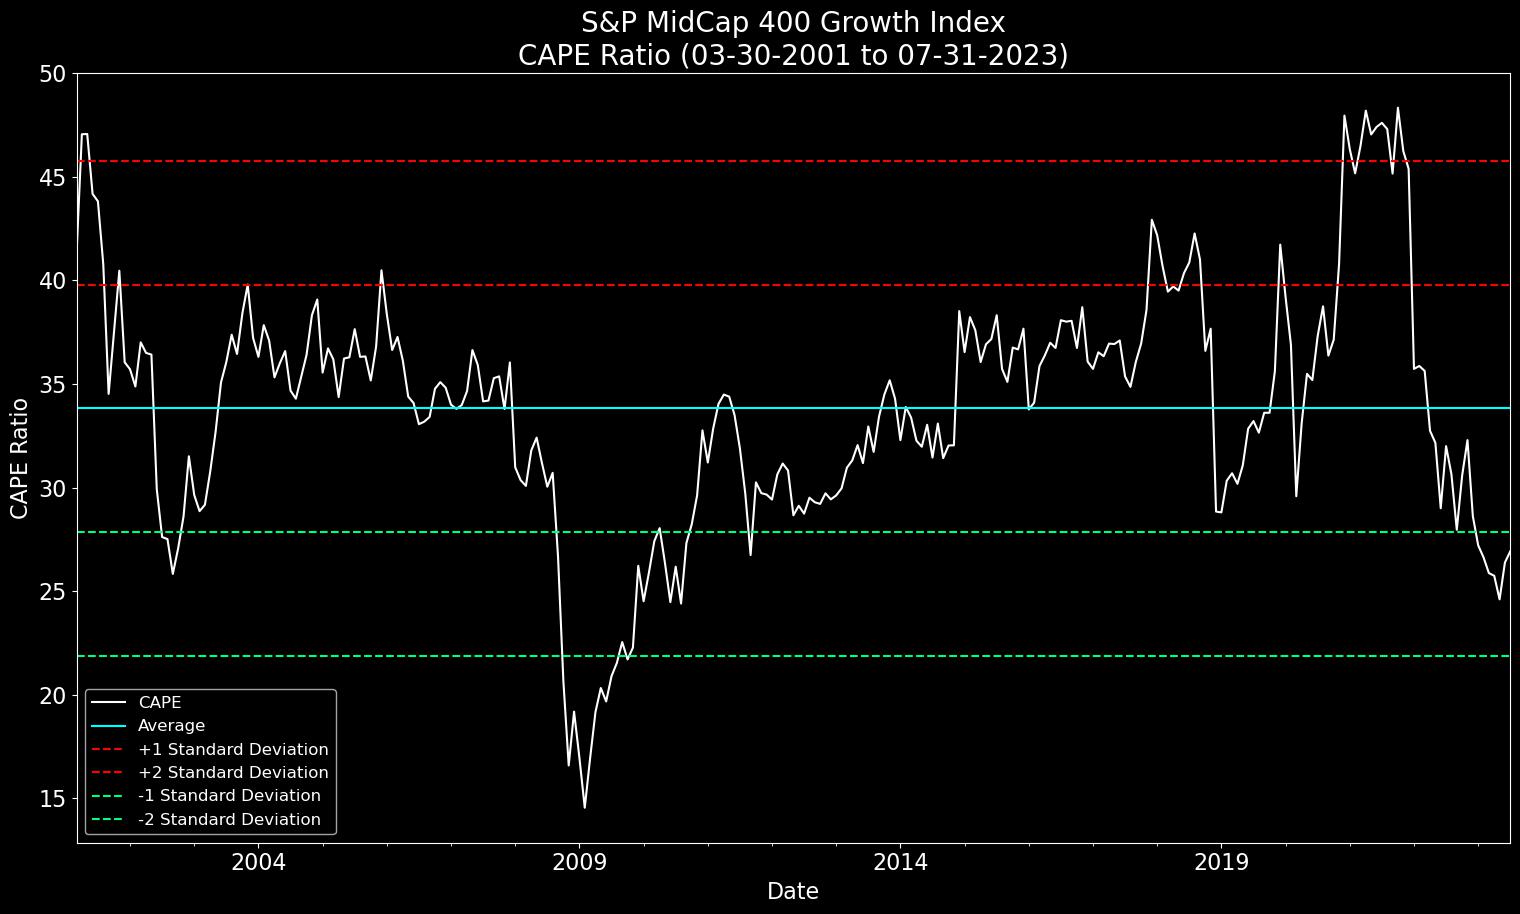 S&P MidCap 400 Growth Index
CAPE Ratio (03-30-2001 to 07-31-2023)
50
45
40
35
30
25
20
15
CAPE Ratio
CAPE
Average
+1 Standard Deviation
+2 Standard Deviation
-1 Standard Deviation
-2 Standard Deviation
2004 2009 2014 2019
Date